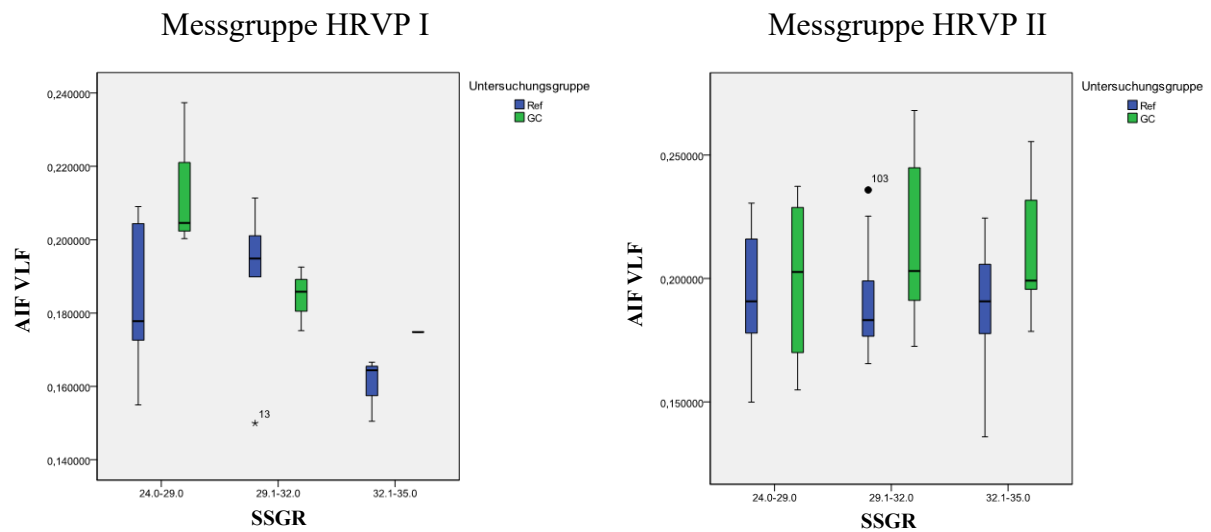 Messgruppe HRVP I
Untersuchungsgruppe
Ref
GC
0,240000
0,220000
0,200000
0,180000
0,160000
0,140000
AIF VLF
13
24.0-29.0
29.1-32.0
32.1-35.0
SSGR
Messgruppe HRVP II
Untersuchungsgruppe
Ref
GC
0,250000
0,200000
0,150000
AIF VLF
103
24.0-29.0
29.1-32.0
32.1-35.0
SSGR